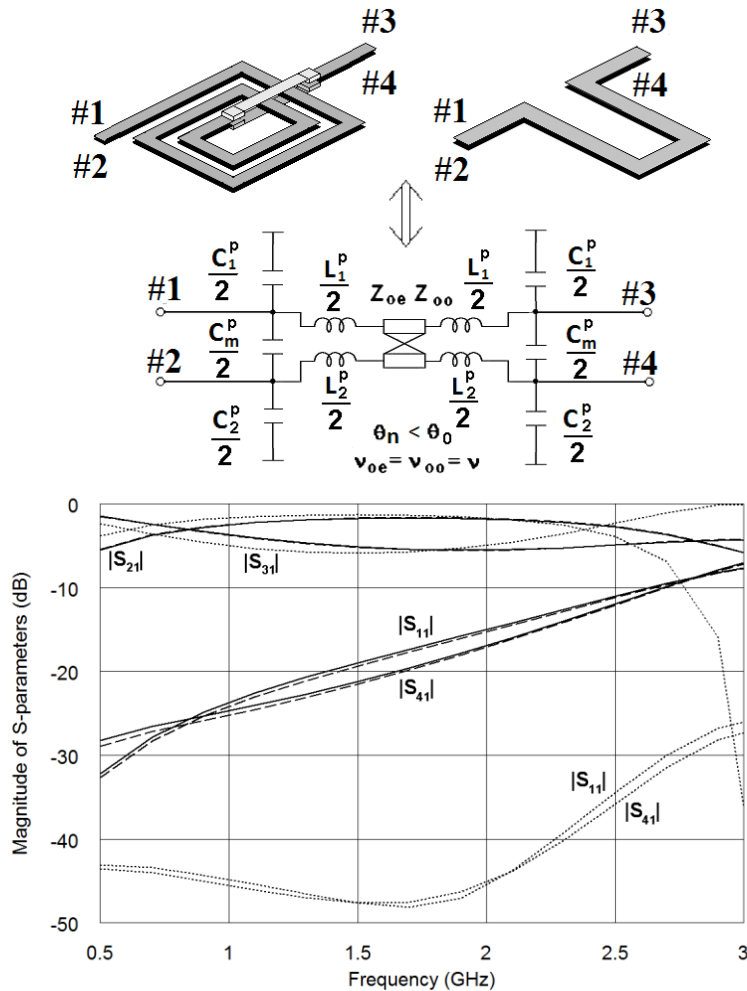 #3
#4
#1
#2
#3
#4
#1
#2
C₁ᵖ/2
L₁ᵖ/2
Zoe Zoo
L₁ᵖ/2
C₁ᵖ/2
#1
#3
Cₘᵖ/2
Cₘᵖ/2
#2
#4
L₂ᵖ/2
L₂ᵖ/2
C₂ᵖ/2
C₂ᵖ/2
θn < θ0
νoe = νoo = ν
0
-10
-20
-30
-40
-50
Magnitude of S-parameters (dB)
|S21|
|S31|
|S11|
|S41|
|S11|
|S41|
0.5
1
1.5
2
2.5
3
Frequency (GHz)